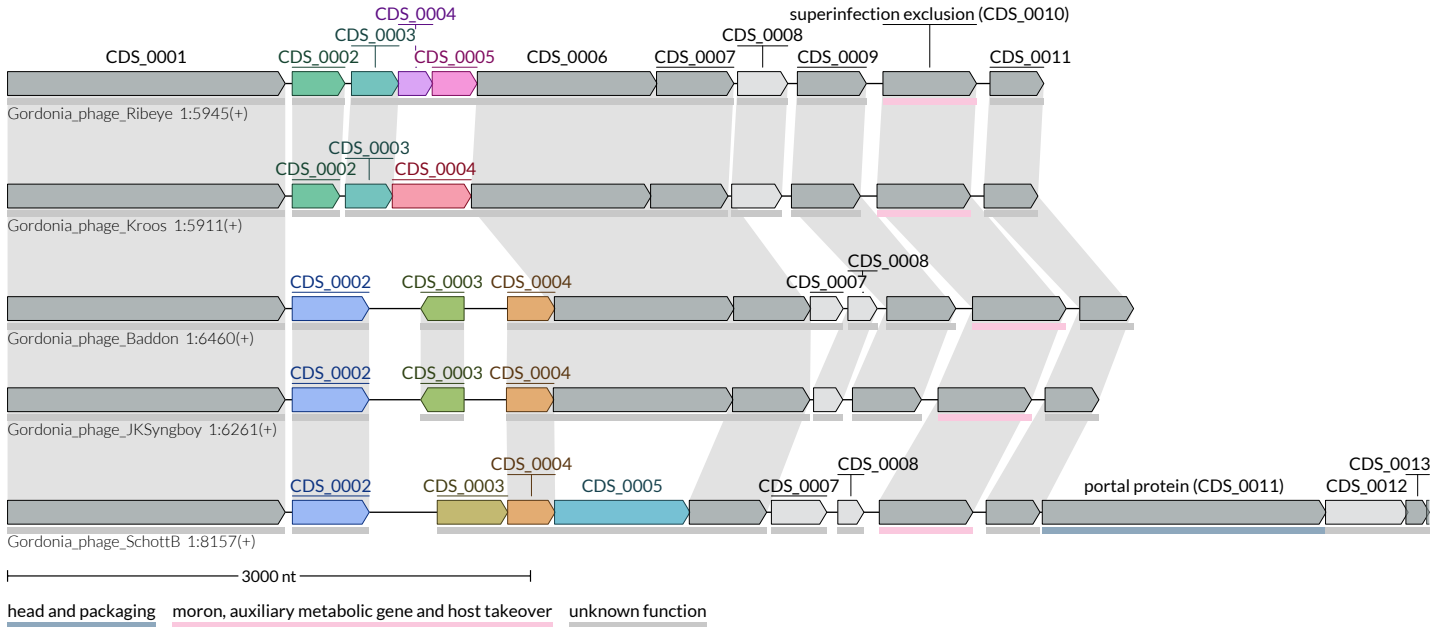 CDS_0004
superinfection exclusion (CDS_0010)
CDS_0003
CDS_0008
CDS_0001
CDS_0002
CDS_0005
CDS_0006
CDS_0007
CDS_0009
CDS_0011
Gordonia_phage_Ribeye 1:5945(+)
CDS_0003
CDS_0002
CDS_0004
Gordonia_phage_Kroos 1:5911(+)
CDS_0008
CDS_0002
CDS_0003
CDS_0004
CDS_0007
Gordonia_phage_Baddon 1:6460(+)
CDS_0002
CDS_0003
CDS_0004
Gordonia_phage_JKSyngboy 1:6261(+)
CDS_0004
CDS_0008
CDS_0013
CDS_0002
CDS_0003
CDS_0005
CDS_0007
portal protein (CDS_0011)
CDS_0012
Gordonia_phage_SchottB 1:8157(+)
3000 nt
head and packaging
moron, auxiliary metabolic gene and host takeover
unknown function